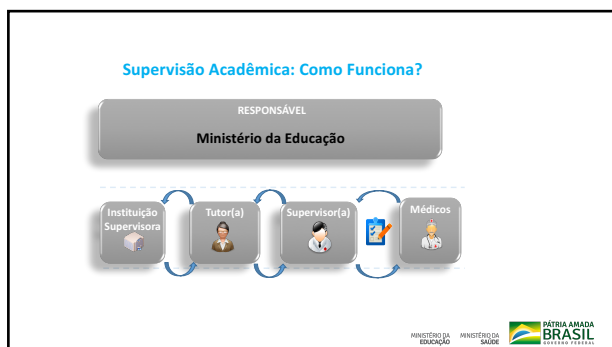 Supervisão Acadêmica: Como Funciona?
RESPONSÁVEL
Ministério da Educação
Instituição
Supervisora
Tutor(a)
Supervisor(a)
Médicos
MINISTÉRIO DA
EDUCAÇÃO
MINISTÉRIO DA
SAÚDE
PÁTRIA AMADA
BRASIL
GOVERNO FEDERAL